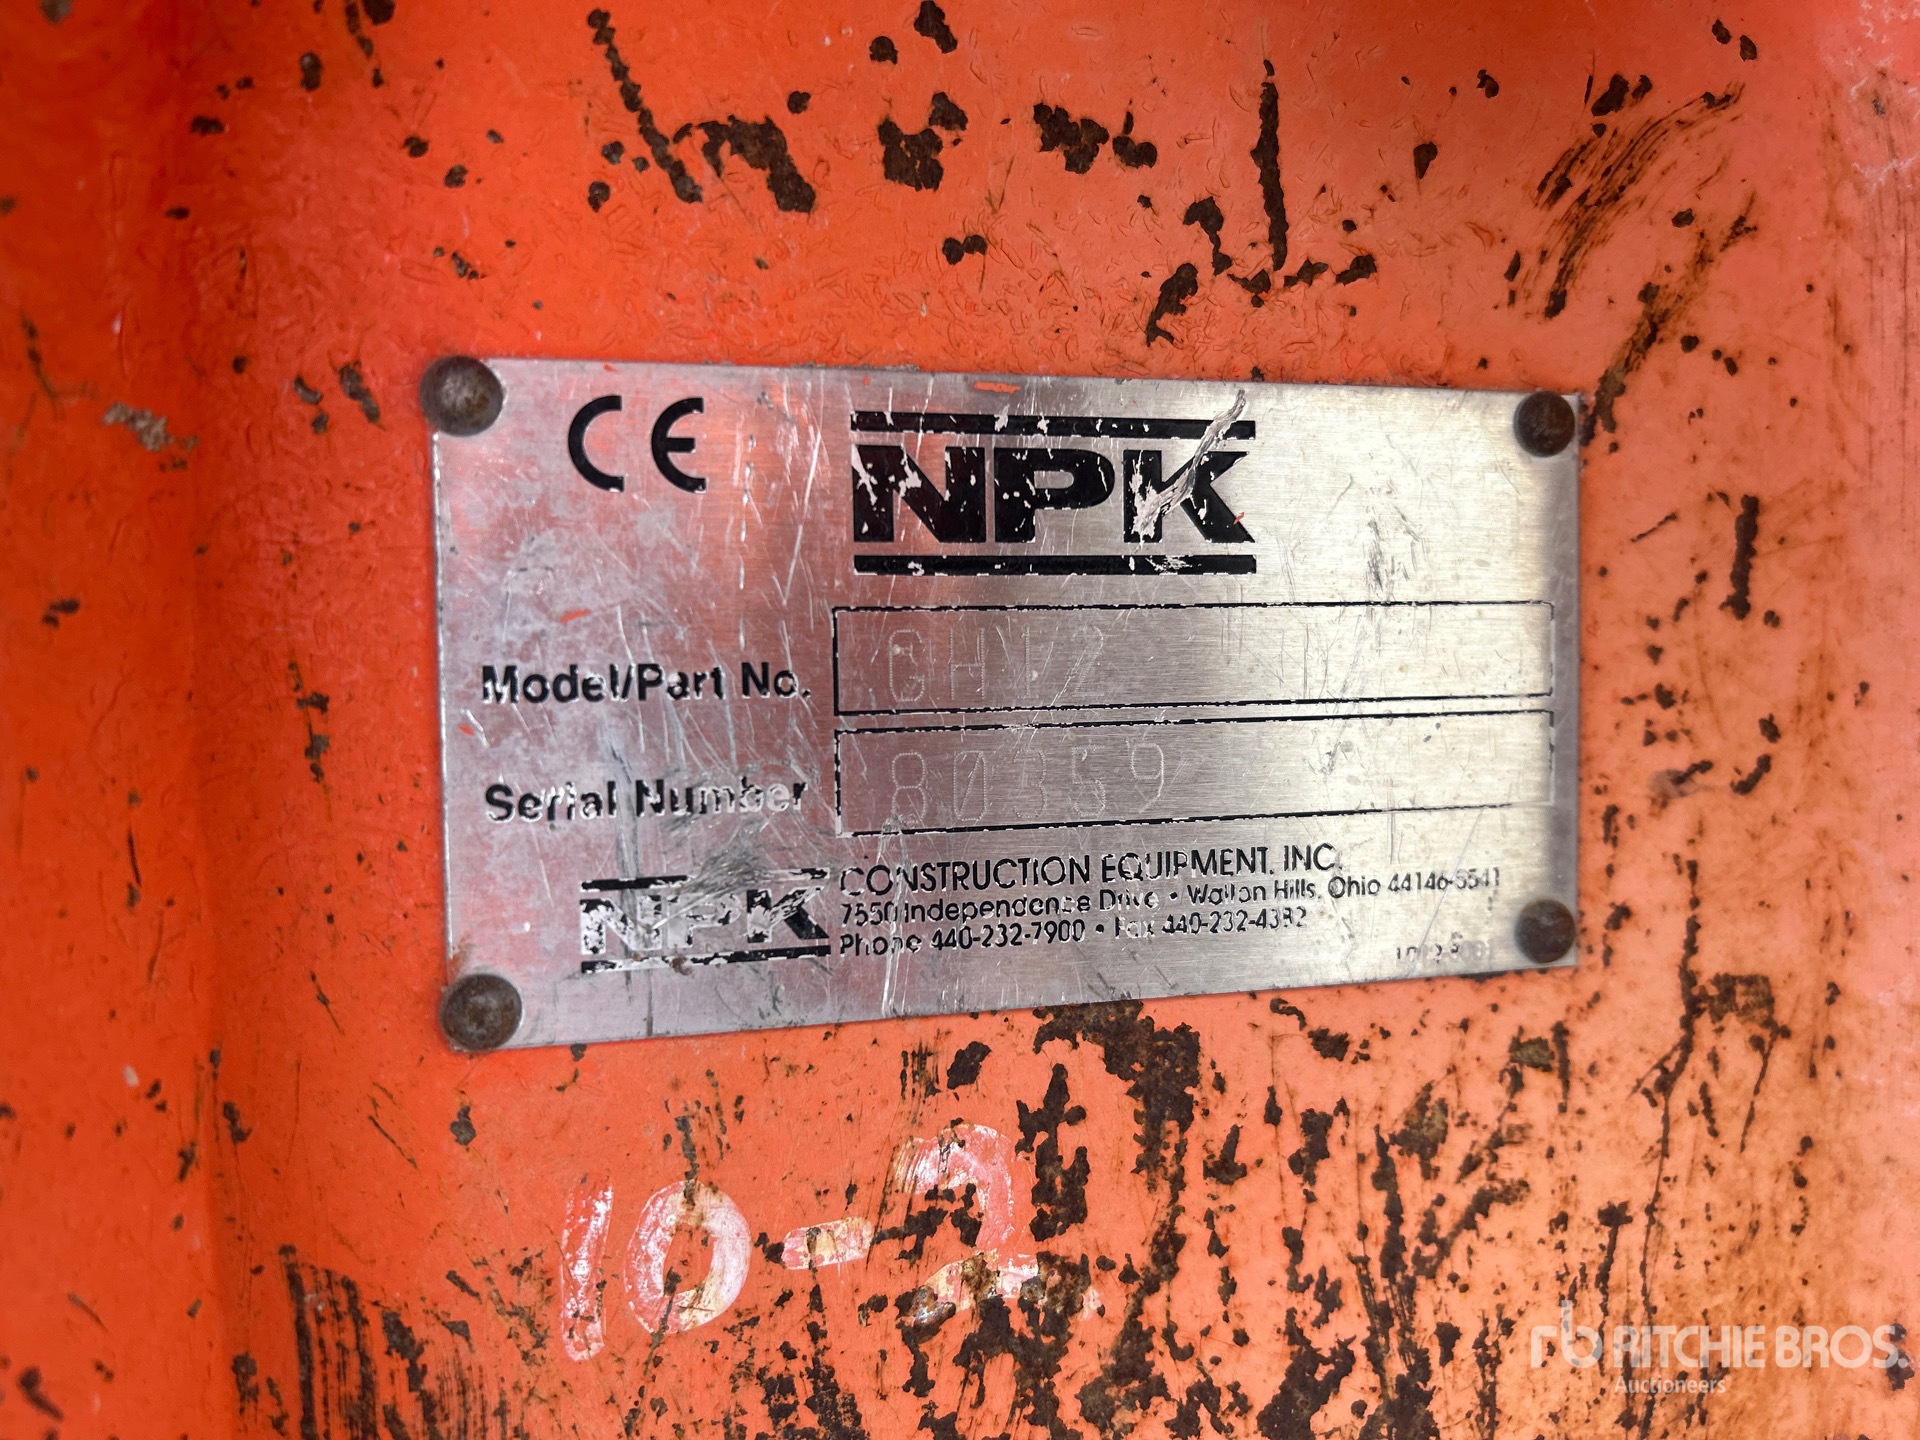 CE
NPK
Model/Part No. GH12
Serial Number 80359
NPK CONSTRUCTION EQUIPMENT, INC.
7550 Independence Drive • Walton Hills, Ohio 44146-5541
Phone 440-232-7900 • Fax 440-232-4382
10-2
rb RITCHIE BROS.
Auctioneers